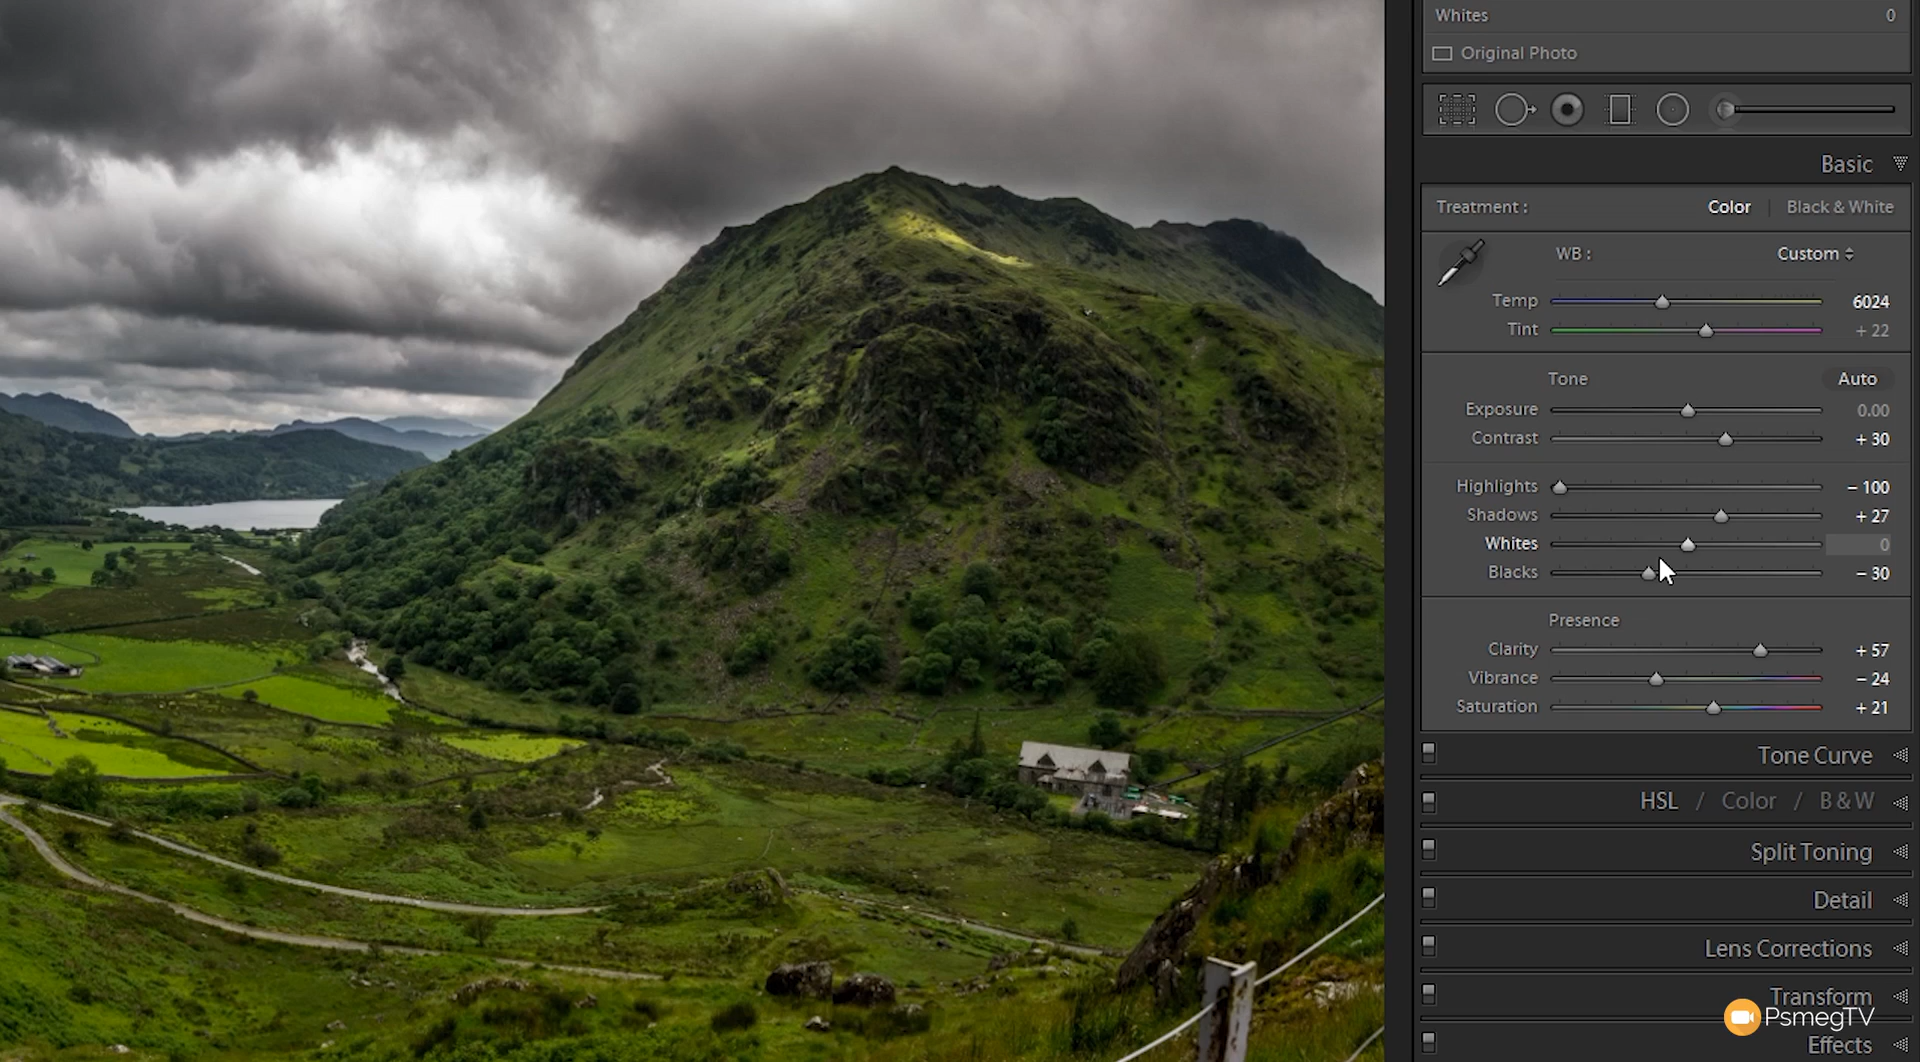 Whites 0
Original Photo
Basic
Treatment : Color Black & White
WB : Custom
Temp 6024
Tint + 22
Tone Auto
Exposure 0.00
Contrast + 30
Highlights − 100
Shadows + 27
Whites 0
Blacks − 30
Presence
Clarity + 57
Vibrance − 24
Saturation + 21
Tone Curve
HSL / Color / B & W
Split Toning
Detail
Lens Corrections
Transform
PsmegTV
Effects